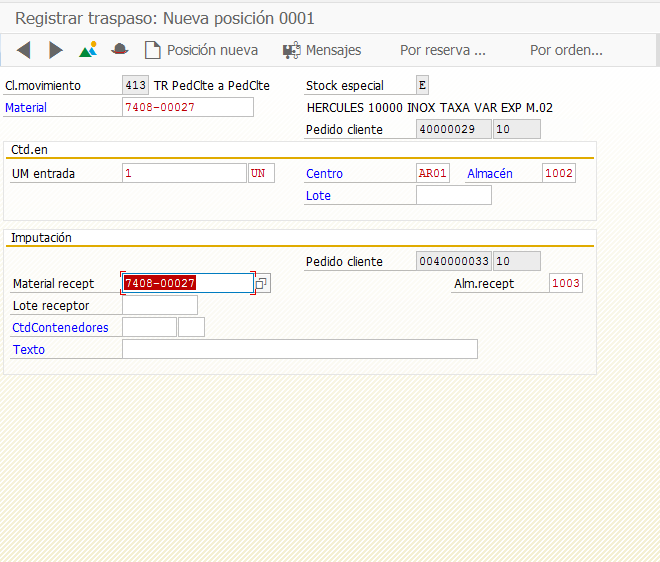 Registrar traspaso: Nueva posición 0001
Posición nueva Mensajes Por reserva ... Por orden...
Cl.movimiento 413 TR PedClte a PedClte Stock especial E
Material 7408-00027 HERCULES 10000 INOX TAXA VAR EXP M.02
Pedido cliente 40000029 10
Ctd.en
UM entrada 1 UN Centro AR01 Almacén 1002
Lote
Imputación
Pedido cliente 0040000033 10
Material recept 7408-00027 Alm.recept 1003
Lote receptor
CtdContenedores
Texto